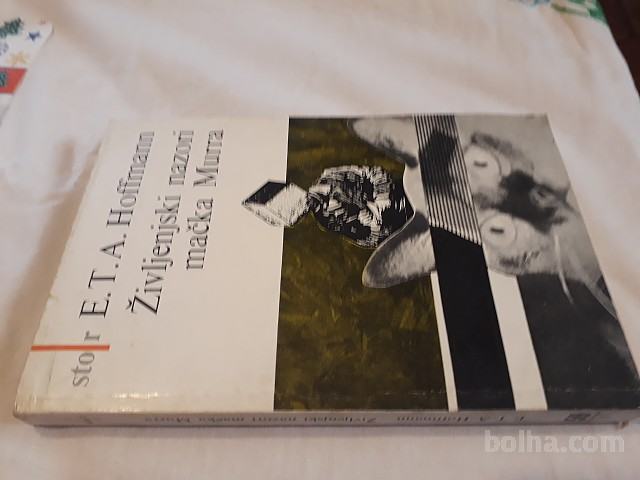 sto r
E. T. A. Hoffmann
Življenjski nazori
mačka Murra
E. T. A. Hoffmann Življenjski nazori mačka Murra
bolha.com